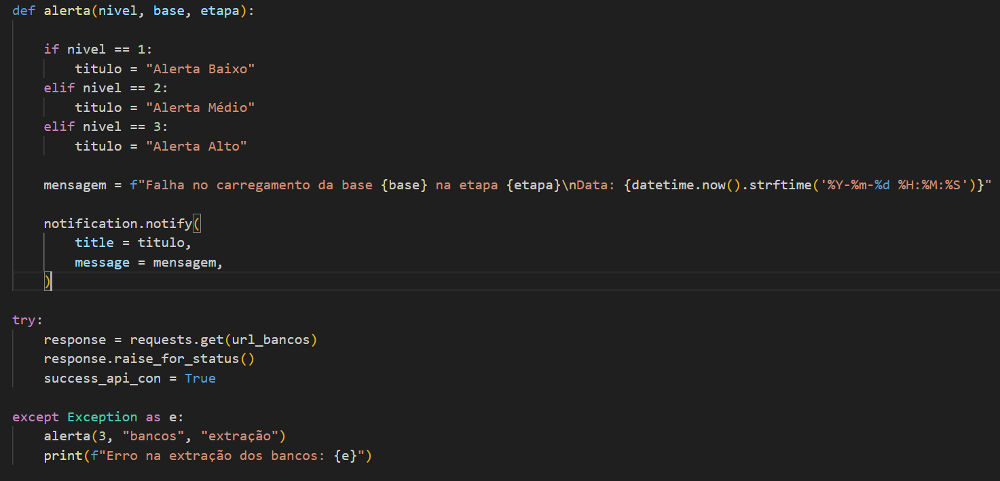 def alerta(nivel, base, etapa):
if nivel == 1:
titulo = "Alerta Baixo"
elif nivel == 2:
titulo = "Alerta Médio"
elif nivel == 3:
titulo = "Alerta Alto"
mensagem = f"Falha no carregamento da base {base} na etapa {etapa}\nData: {datetime.now().strftime('%Y-%m-%d %H:%M:%S')}"
notification.notify(
title = titulo,
message = mensagem,
)
try:
response = requests.get(url_bancos)
response.raise_for_status()
success_api_con = True
except Exception as e:
alerta(3, "bancos", "extração")
print(f"Erro na extração dos bancos: {e}")